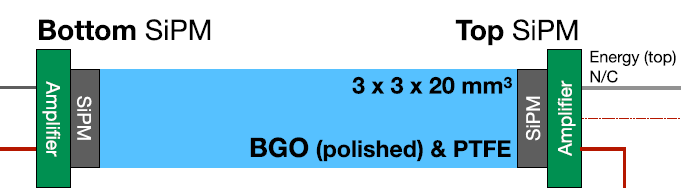 Bottom SiPM
Top SiPM
Energy (top)
N/C
Amplifier
SiPM
3 x 3 x 20 mm³
BGO (polished) & PTFE
SiPM
Amplifier